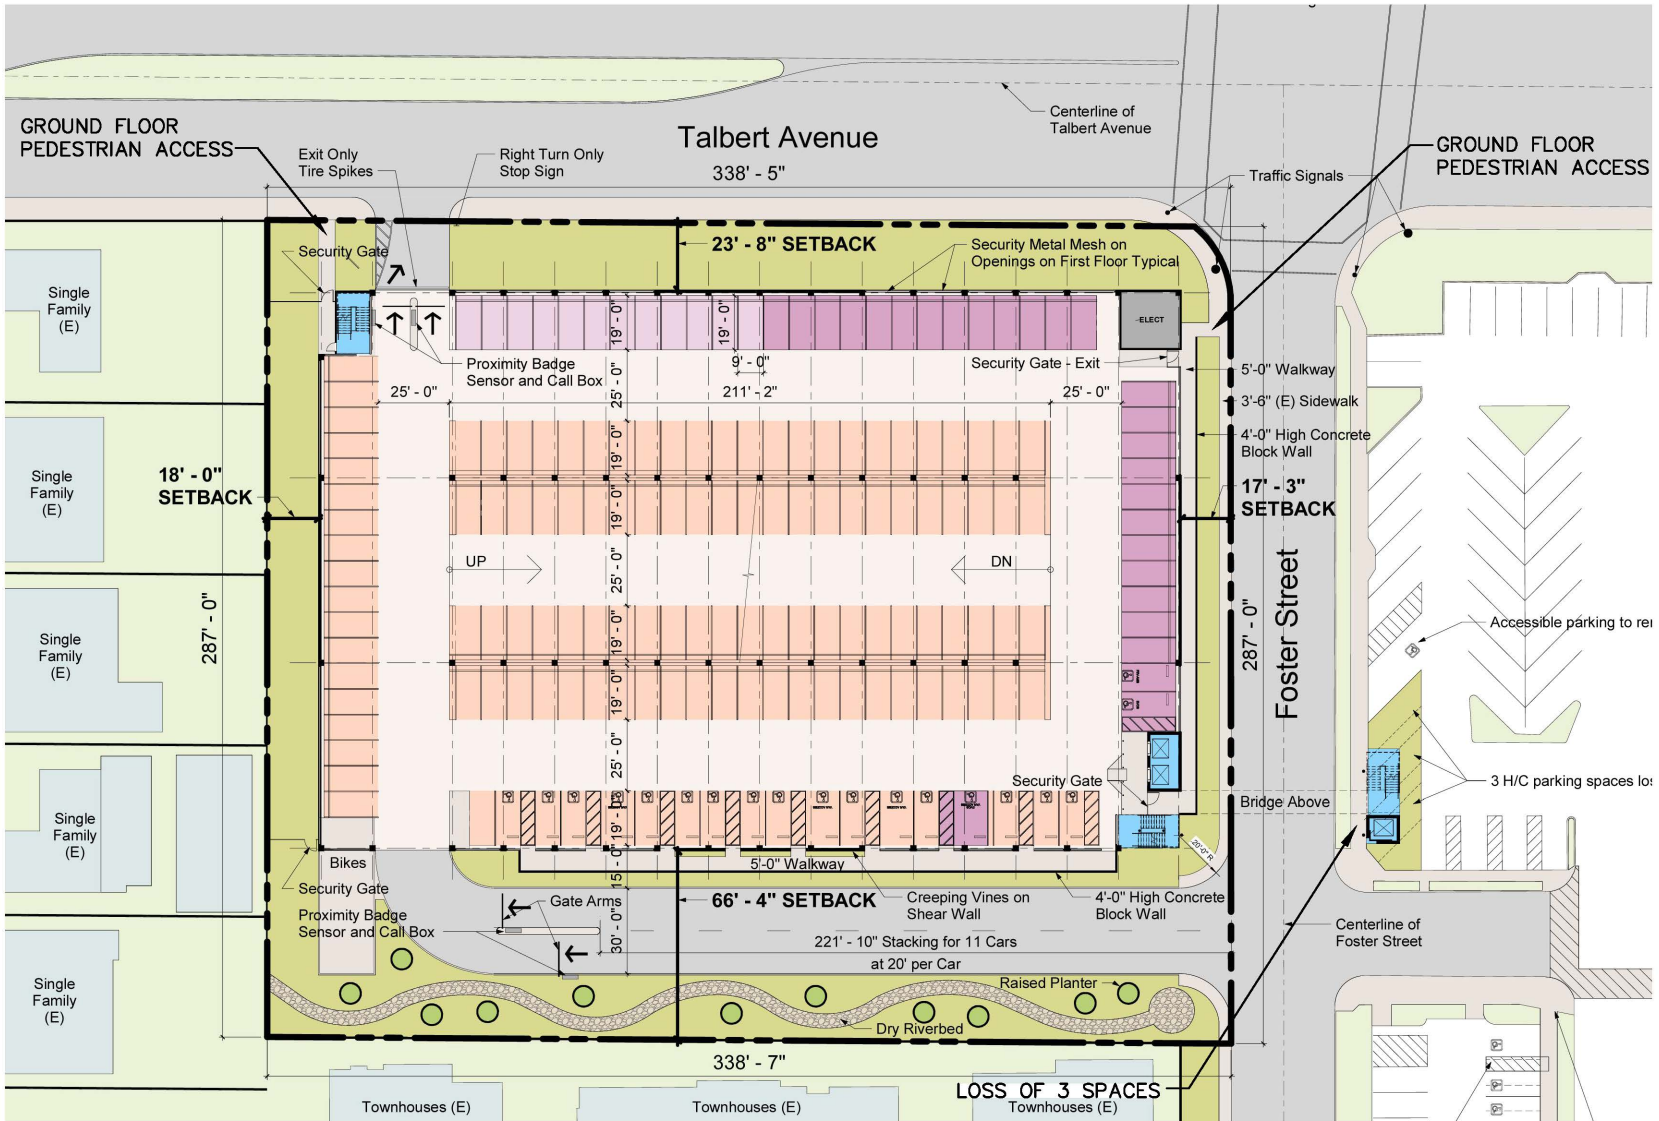 GROUND FLOOR
PEDESTRIAN ACCESS
Exit Only
Tire Spikes
Right Turn Only
Stop Sign
Talbert Avenue
338' - 5"
Centerline of
Talbert Avenue
Traffic Signals
GROUND FLOOR
PEDESTRIAN ACCESS
Security Gate
23' - 8" SETBACK
Security Metal Mesh on
Openings on First Floor Typical
Single
Family
(E)
19' - 0"
19' - 0"
ELECT
Proximity Badge
Sensor and Call Box
9' - 0"
Security Gate - Exit
5'-0" Walkway
25' - 0"
25' - 0"
211' - 2"
25' - 0"
3'-6" (E) Sidewalk
4'-0" High Concrete
Block Wall
19' - 0"
Single
Family
(E)
18' - 0"
SETBACK
19' - 0"
17' - 3"
SETBACK
UP
25' - 0"
DN
Foster Street
287' - 0"
287' - 0"
Single
Family
(E)
19' - 0"
Accessible parking to
19' - 0"
25' - 0"
Security Gate
3 H/C parking spaces
Bridge Above
Single
Family
(E)
19' - 0"
20'-0" R
Bikes
5'-0" Walkway
15' - 0"
Security Gate
Gate Arms
66' - 4" SETBACK
Creeping Vines on
Shear Wall
4'-0" High Concrete
Block Wall
Proximity Badge
Sensor and Call Box
30' - 0"
221' - 10" Stacking for 11 Cars
at 20' per Car
Centerline of
Foster Street
Single
Family
(E)
Raised Planter
Dry Riverbed
338' - 7"
LOSS OF 3 SPACES
Townhouses (E)
Townhouses (E)
Townhouses (E)